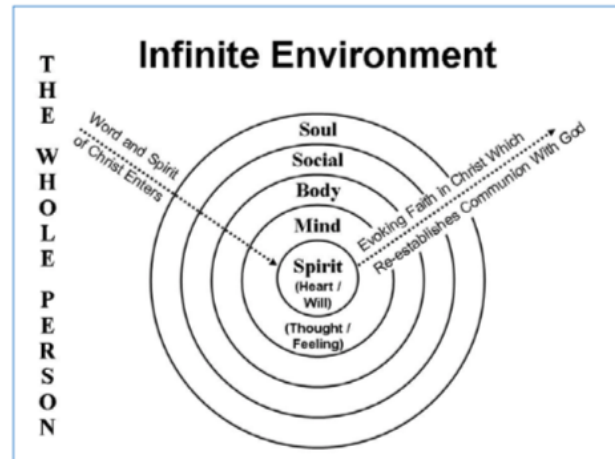 Infinite Environment
THE WHOLE PERSON
Word and Spirit
of Christ Enters
Soul
Social
Body
Mind
Spirit
(Heart /
Will)
(Thought /
Feeling)
Evoking Faith in Christ Which
Re-establishes Communion With God